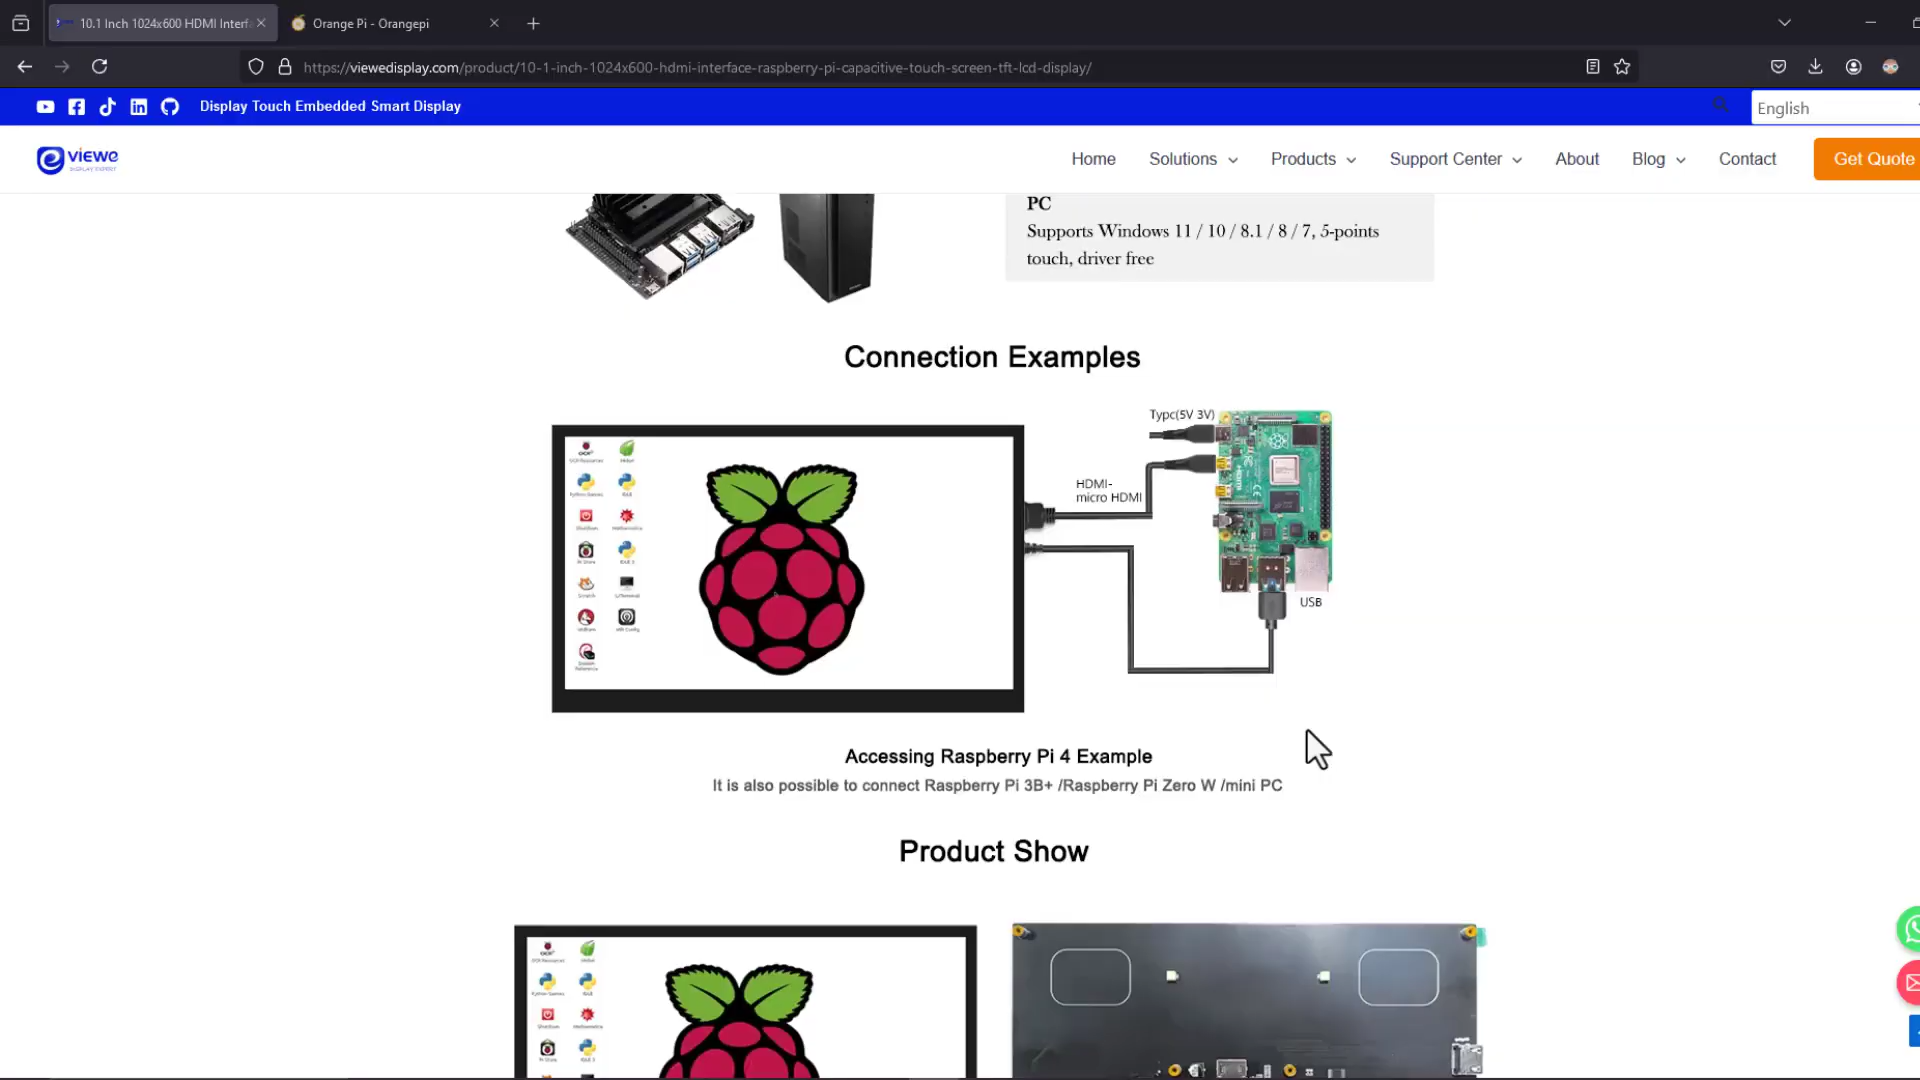 10.1 Inch 1024x600 HDMI Interf
Orange Pi - Orangepi
https://viewedisplay.com/product/10-1-inch-1024x600-hdmi-interface-raspberry-pi-capacitive-touch-screen-tft-lcd-display/
Display Touch Embedded Smart Display
English
VIEWE
DISPLAY EXPERT
Home
Solutions
Products
Support Center
About
Blog
Contact
Get Quote
PC
Supports Windows 11 / 10 / 8.1 / 8 / 7, 5-points
touch, driver free
Connection Examples
Typc(5V 3V)
HDMI-
micro HDMI
USB
Accessing Raspberry Pi 4 Example
It is also possible to connect Raspberry Pi 3B+ /Raspberry Pi Zero W /mini PC
Product Show